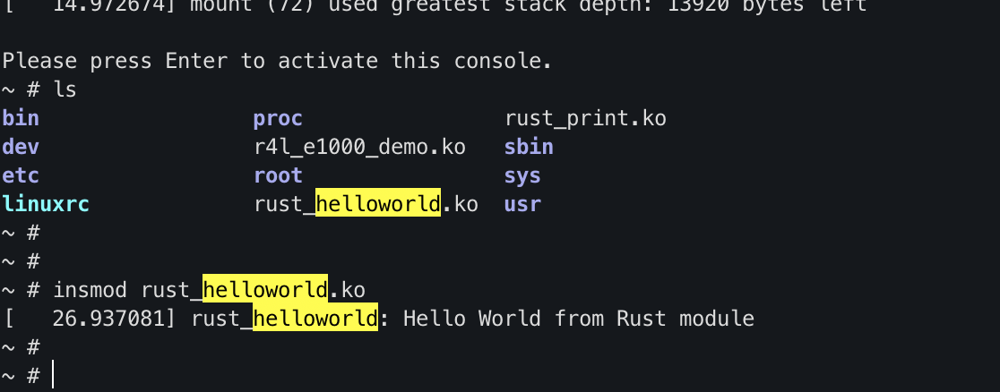 [   14.972674] mount (72) used greatest stack depth: 13920 bytes left
Please press Enter to activate this console.
~ # ls
bin                 proc                rust_print.ko
dev                 r4l_e1000_demo.ko   sbin
etc                 root                sys
linuxrc             rust_helloworld.ko  usr
~ #
~ #
~ # insmod rust_helloworld.ko
[   26.937081] rust_helloworld: Hello World from Rust module
~ #
~ #